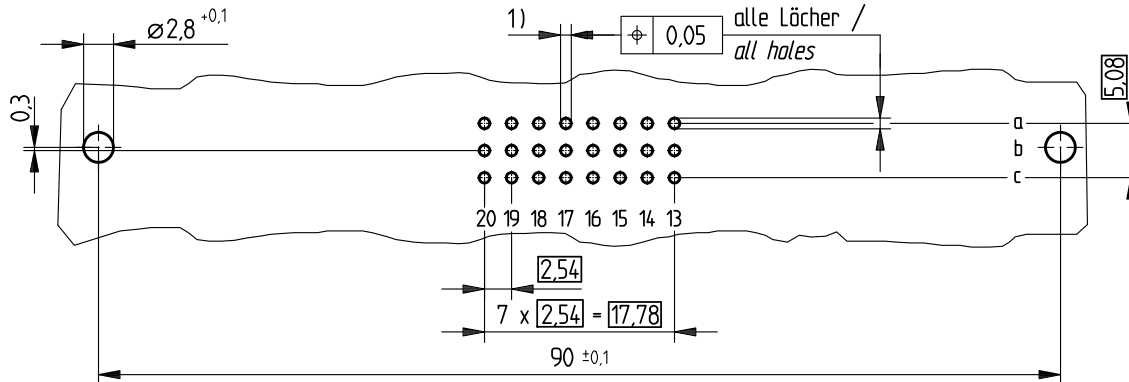 ⌀2,8 +0,1
1)
⌖ 0,05
alle Löcher /
all holes
0,3
5,08
a
b
c
20 19 18 17 16 15 14 13
2,54
7 x 2,54 = 17,78
90 ±0,1